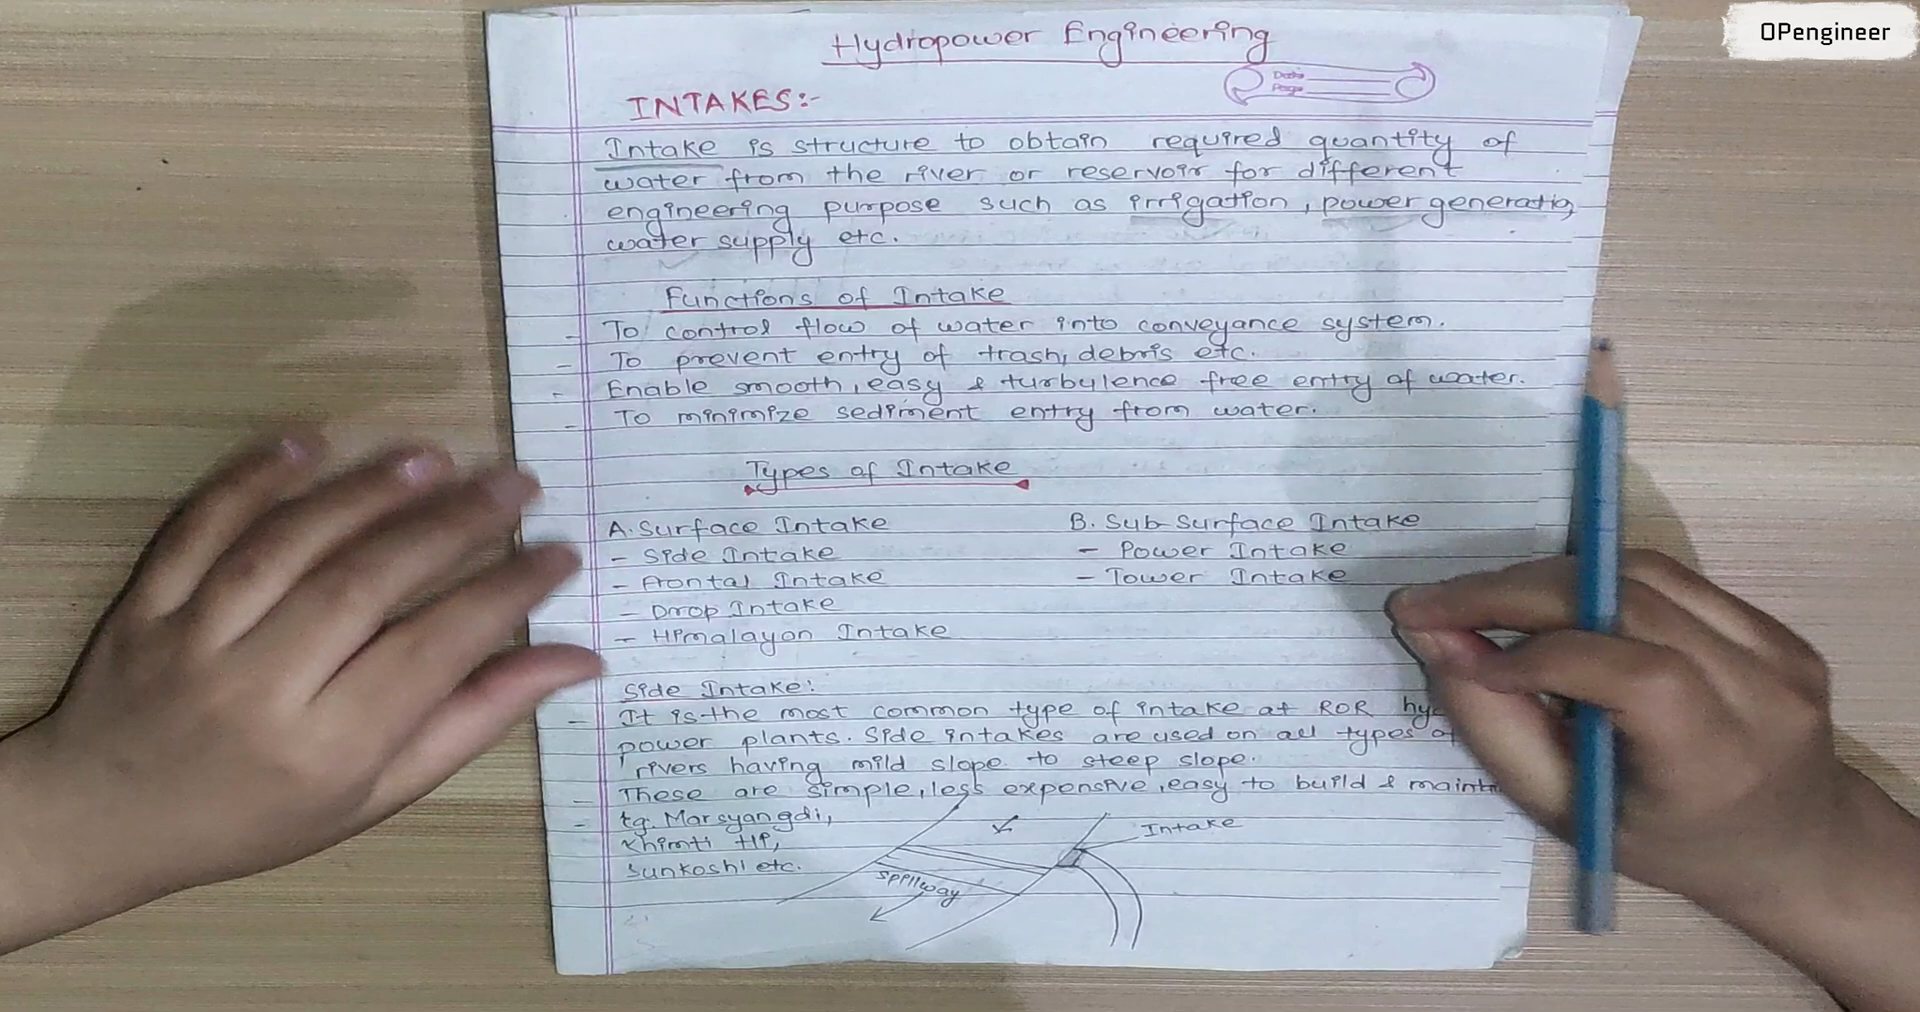 OPengineer
Hydropower Engineering
Date
Page
INTAKES:-
Intake is structure to obtain required quantity of
water from the river or reservoir for different
engineering purpose such as irrigation, power generatio
water supply etc.
Functions of Intake
- To control flow of water into conveyance system.
- To prevent entry of trash, debris etc.
- Enable smooth, easy & turbulence free entry of water.
- To minimize sediment entry from water.
Types of Intake
A. Surface Intake
- Side Intake
- Frontal Intake
- Drop Intake
- Himalayan Intake
B. Sub Surface Intake
- Power Intake
- Tower Intake
Side Intake:
- It is the most common type of intake at ROR
power plants. Side intakes are used on all types of
rivers having mild slope to steep slope.
- These are simple, less expensive, easy to build &
- Eg. Marsyangdi,
Khimti HP,
Sunkoshi etc.
Intake
Spillway